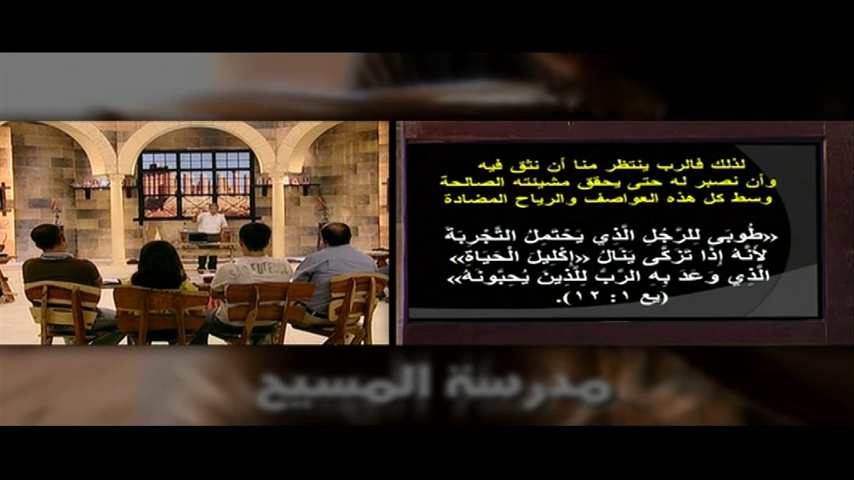 لذلك فالرب ينتظر منا أن نثق فيه
وأن نصبر له حتى يحقق مشيئته الصالحة
وسط كل هذه العواصف والرياح المضادة
«طُوبَى لِلرَّجُلِ الَّذِي يَحْتَمِلُ التَّجْرِبَةَ
لأَنَّهُ إِذَا تَزَكَّى يَنَالُ «إِكْلِيلَ الْحَيَاةِ»
الَّذِي وَعَدَ بِهِ الرَّبُّ لِلَّذِينَ يُحِبُّونَهُ»
(يع ١ : ١٢).
SÃO FUTEBOL
مدرسة المسيح